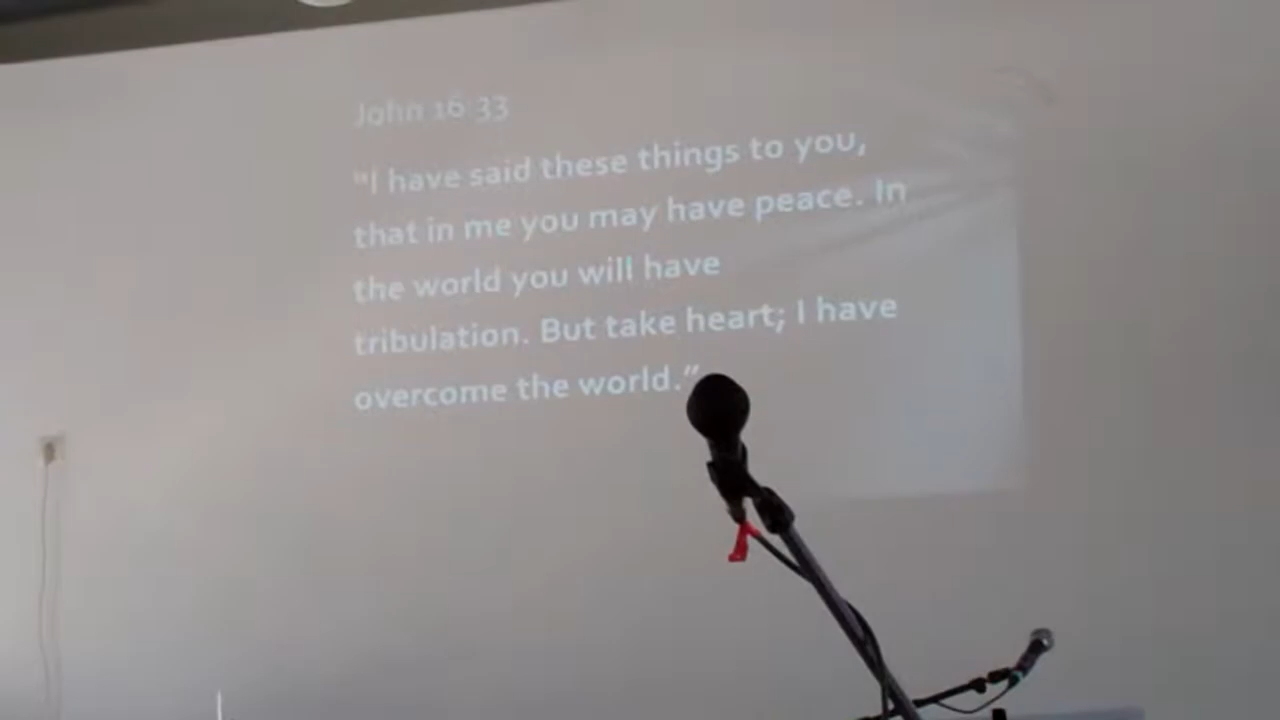 John 16:33
"I have said these things to you,
that in me you may have peace. In
the world you will have
tribulation. But take heart; I have
overcome the world.”